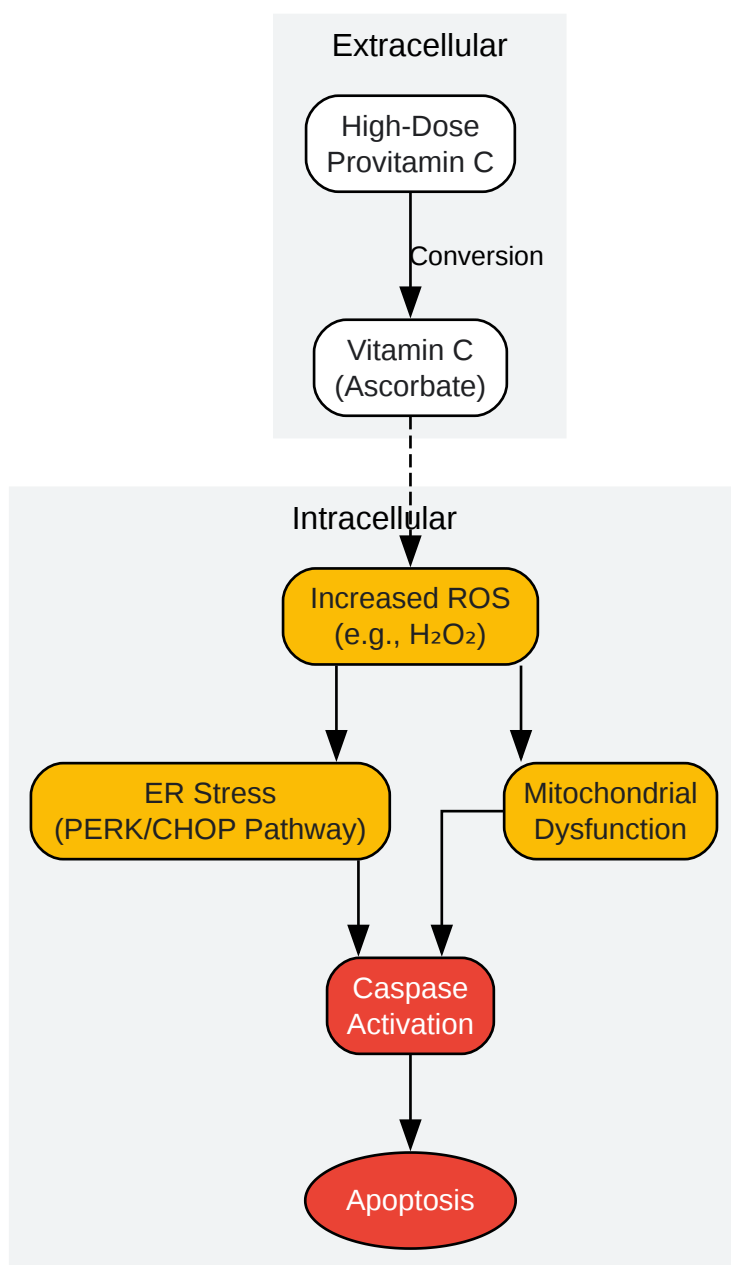 Extracellular
High-Dose
Provitamin C
Conversion
Vitamin C
(Ascorbate)
Intracellular
Increased ROS
(e.g., H₂O₂)
ER Stress
(PERK/CHOP Pathway)
Mitochondrial
Dysfunction
Caspase
Activation
Apoptosis